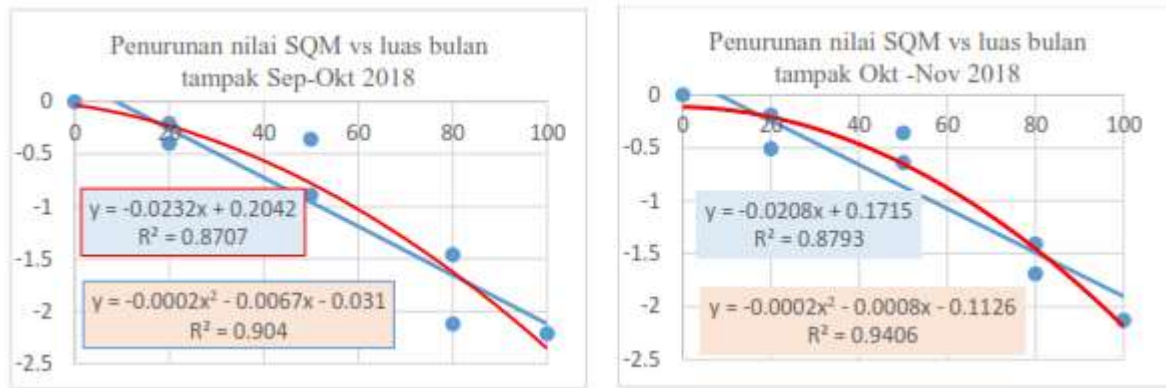 Penurunan nilai SQM vs luas bulan
tampak Sep-Okt 2018
0
0 20 40 60 80 100
-0.5
-1
-1.5
-2
-2.5
y = -0.0232x + 0.2042
R² = 0.8707
y = -0.0002x² - 0.0067x - 0.031
R² = 0.904
Penurunan nilai SQM vs luas bulan
tampak Okt -Nov 2018
0
0 20 40 60 80 100
-0.5
-1
-1.5
-2
-2.5
y = -0.0208x + 0.1715
R² = 0.8793
y = -0.0002x² - 0.0008x - 0.1126
R² = 0.9406